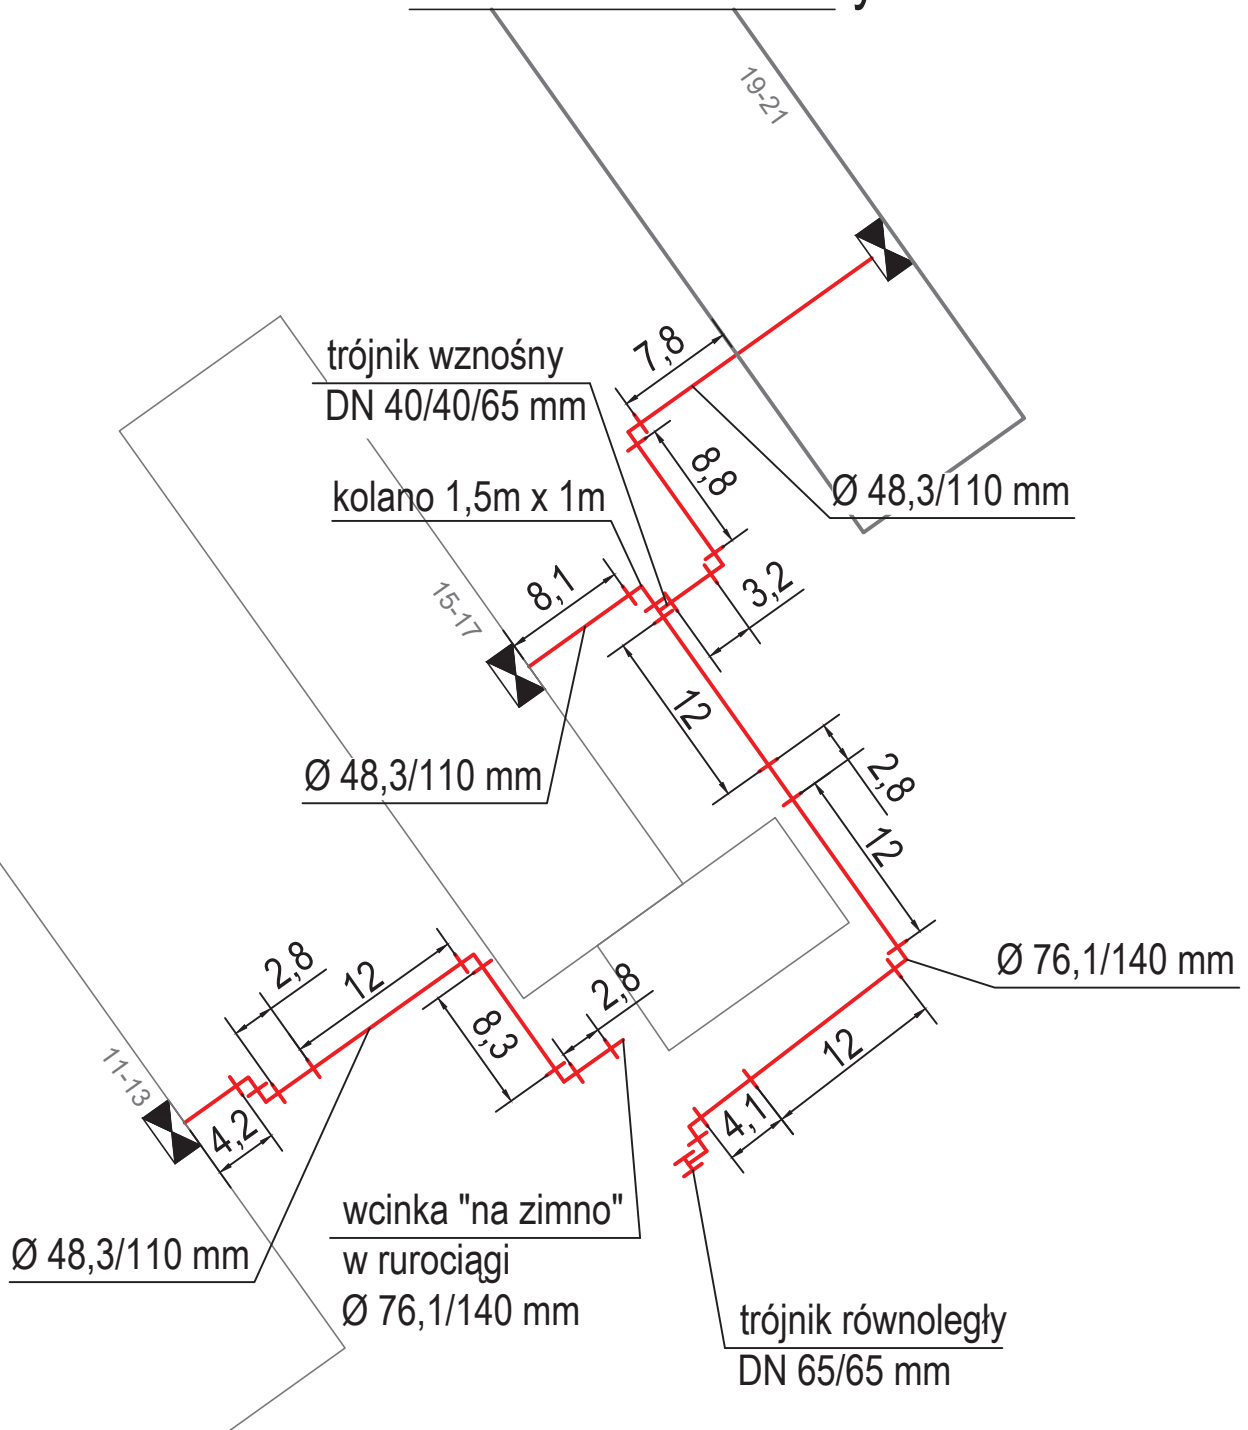 19-21
7,8
trójnik wznośny
DN 40/40/65 mm
8,8
kolano 1,5m x 1m
Ø 48,3/110 mm
8,1
3,2
15-17
12
Ø 48,3/110 mm
2,8
12
2,8
12
Ø 76,1/140 mm
2,8
8,3
12
11-13
4,2
4,1
wcinka "na zimno"
w rurociągi
Ø 76,1/140 mm
Ø 48,3/110 mm
trójnik równoległy
DN 65/65 mm